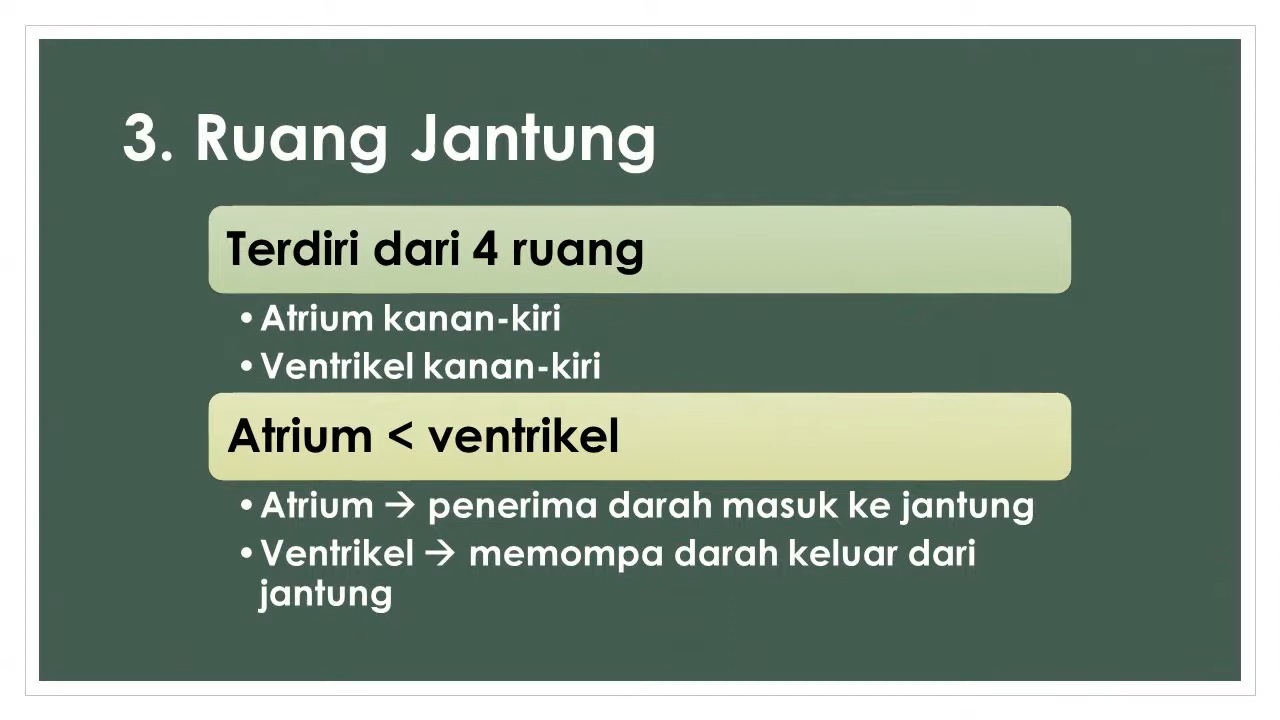 3. Ruang Jantung
Terdiri dari 4 ruang
• Atrium kanan-kiri
• Ventrikel kanan-kiri
Atrium < ventrikel
• Atrium → penerima darah masuk ke jantung
• Ventrikel → memompa darah keluar dari
jantung